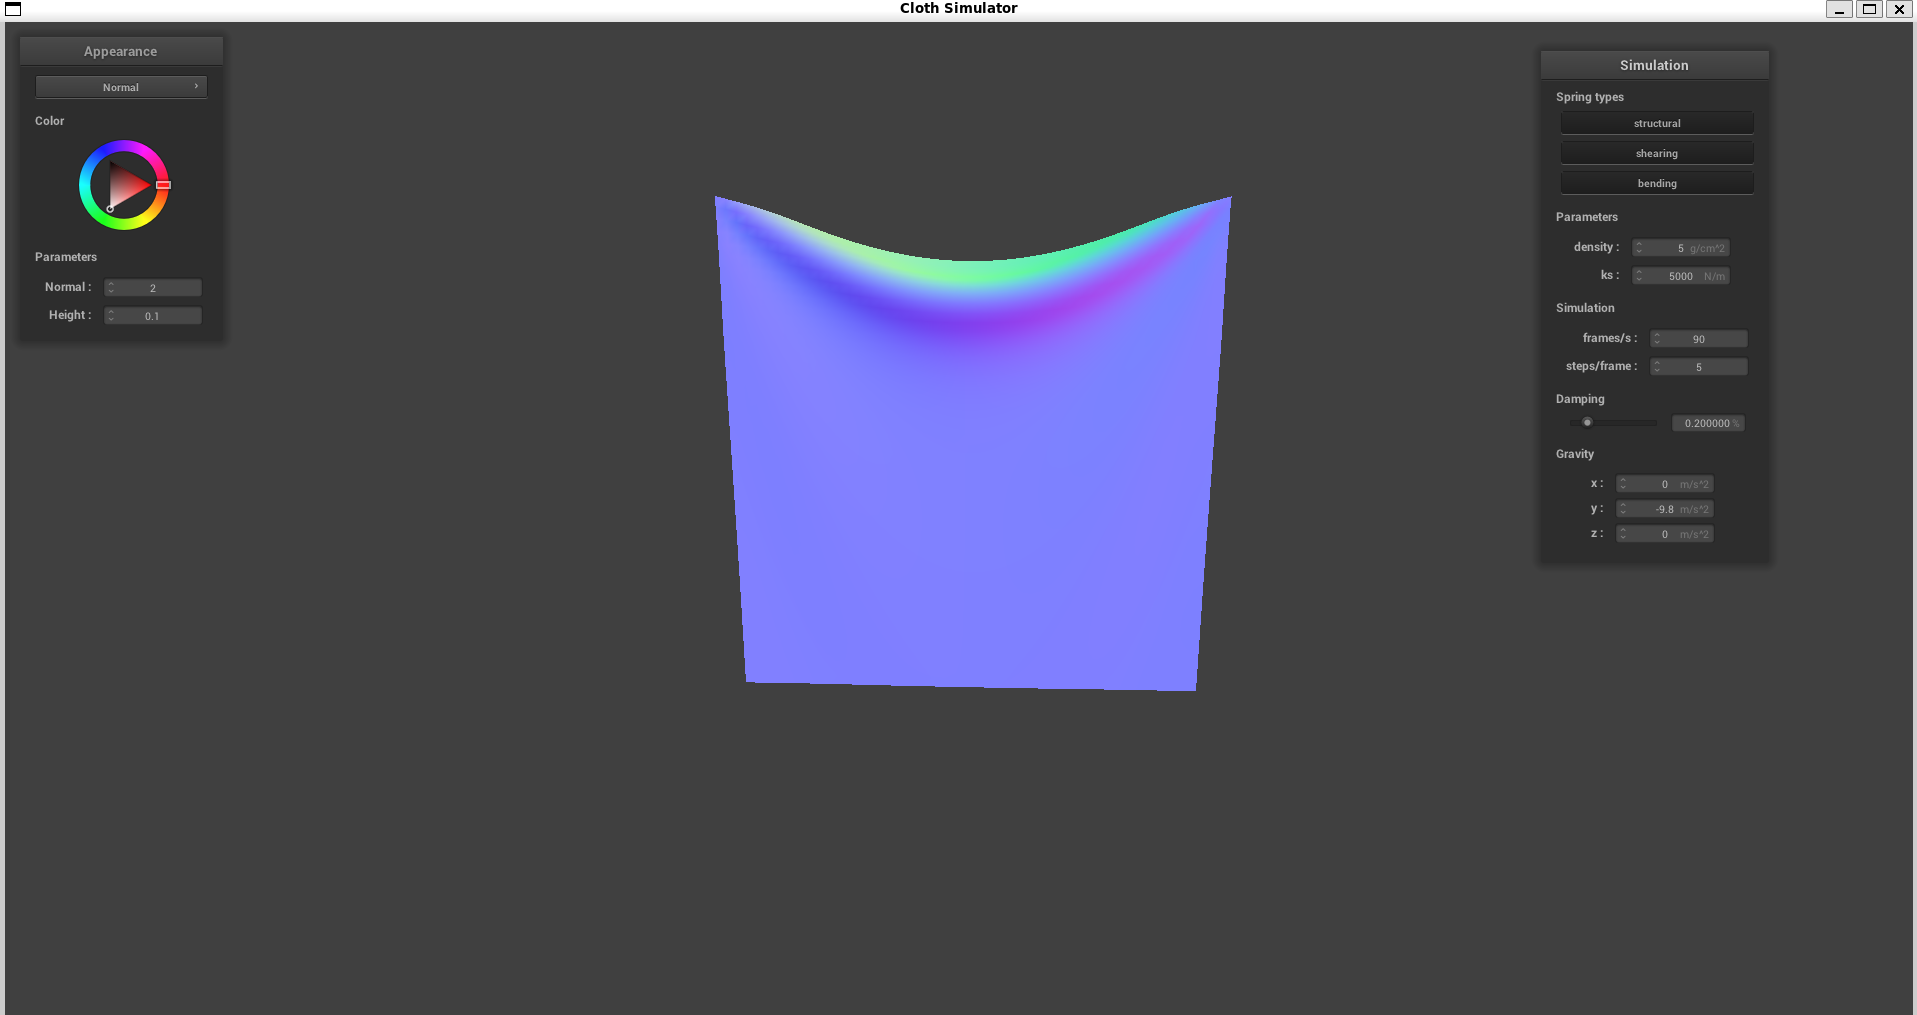 Cloth Simulator
Appearance
Normal
Color
Parameters
Normal : 2
Height : 0.1
Simulation
Spring types
structural
shearing
bending
Parameters
density : 5 g/cm^2
ks : 5000 N/m
Simulation
frames/s : 90
steps/frame : 5
Damping
0.200000 %
Gravity
x : 0 m/s^2
y : -9.8 m/s^2
z : 0 m/s^2